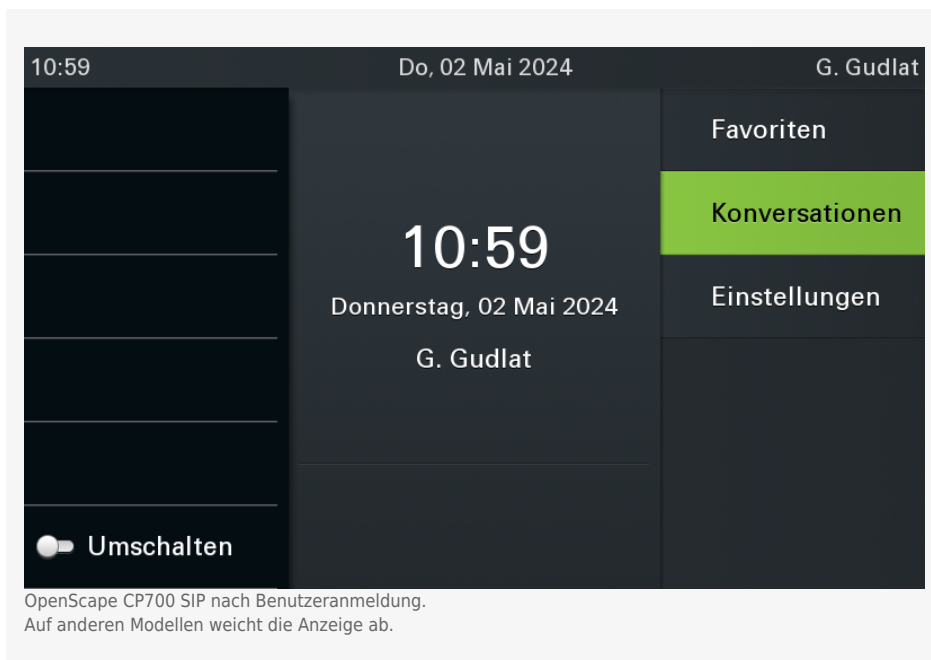 10:59 Do, 02 Mai 2024 G. Gudlat
Favoriten
Konversationen
10:59
Donnerstag, 02 Mai 2024
Einstellungen
G. Gudlat
Umschalten
OpenScape CP700 SIP nach Benutzeranmeldung.
Auf anderen Modellen weicht die Anzeige ab.